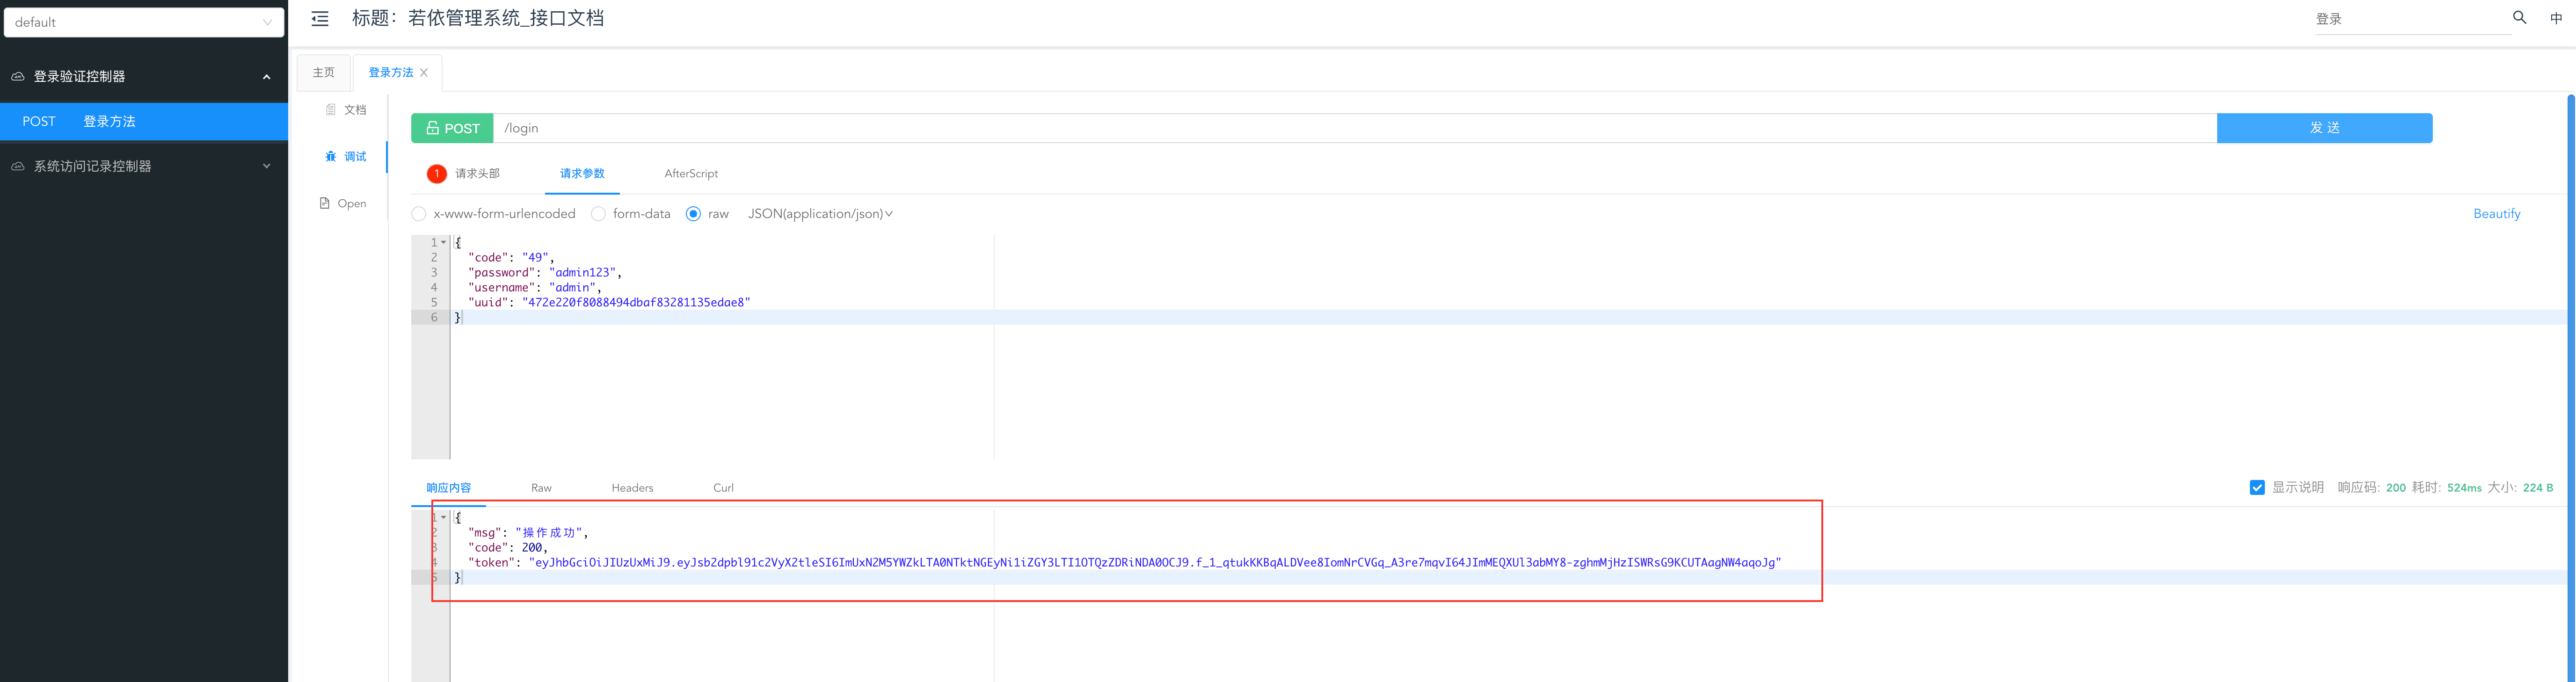 default
标题：若依管理系统_接口文档
登录
中
登录验证控制器
POST 登录方法
系统访问记录控制器
主页
登录方法
文档
调试
Open
POST /login
发 送
1 请求头部
请求参数
AfterScript
x-www-form-urlencoded
form-data
raw
JSON(application/json)
Beautify
1 {
2 "code": "49",
3 "password": "admin123",
4 "username": "admin",
5 "uuid": "472e220f8088494dbaf83281135edae8"
6 }
响应内容
Raw
Headers
Curl
显示说明 响应码: 200 耗时: 524ms 大小: 224 B
1 {
2 "msg": "操作成功",
3 "code": 200,
4 "token": "eyJhbGciOiJIUzUxMiJ9.eyJsb2dpbl91c2VyX2tleSI6ImUxN2M5YWZkLTA0NTktNGEyNi1iZGY3LTI1OTQzZDRiNDA0OCJ9.f_1_qtukKKBqALDVee8IomNrCVGq_A3re7mqvI64JImMEQXUl3abMY8-zghmMjHzISWRsG9KCUTAagNW4aqoJg"
5 }